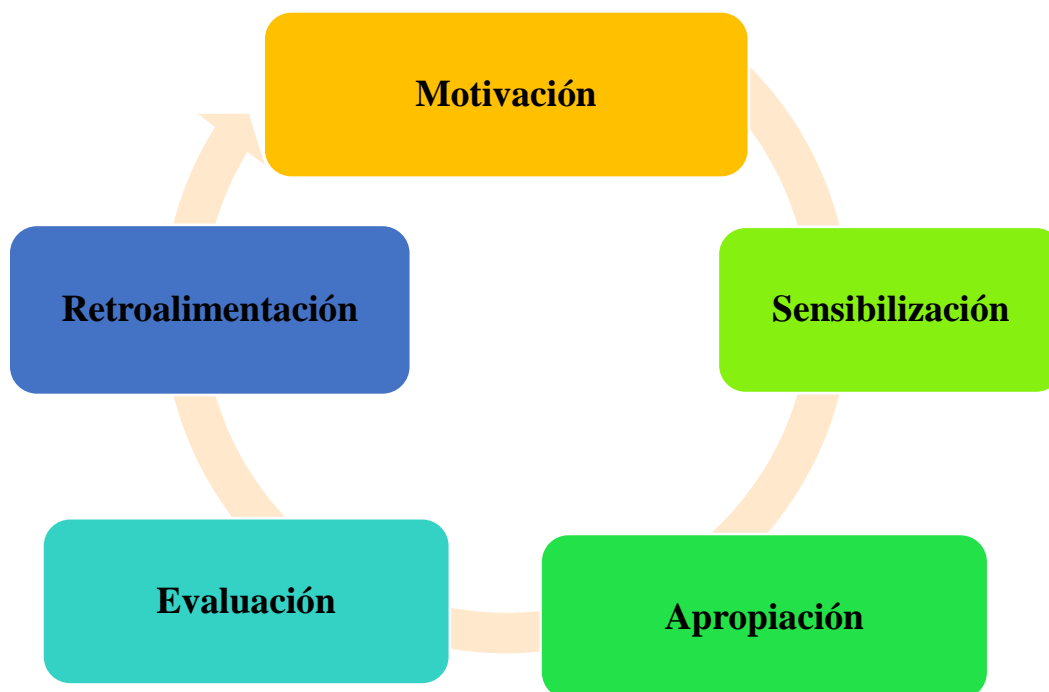 Motivación
Sensibilización
Apropiación
Evaluación
Retroalimentación